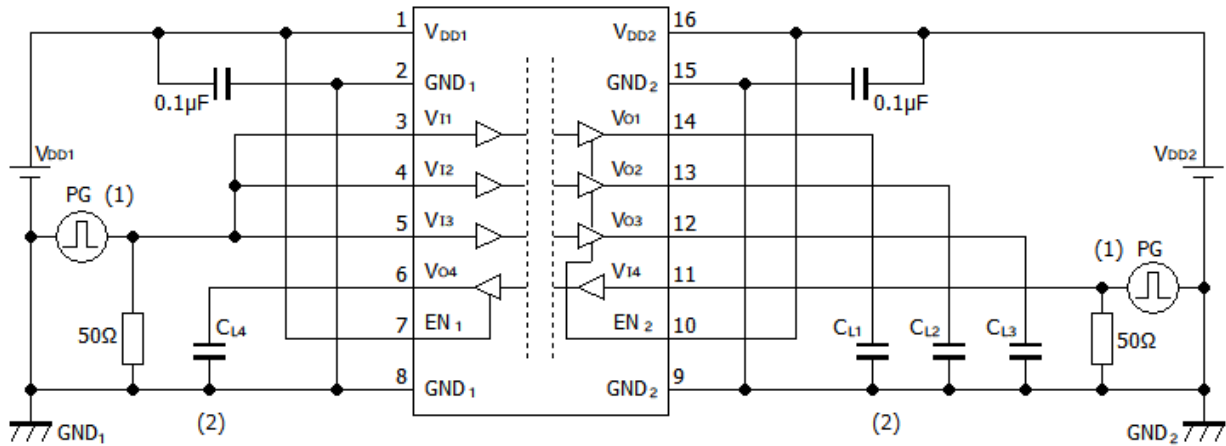 1 VDD1 VDD2 16
2 GND1 GND2 15
0.1µF 0.1µF
3 VI1 VO1 14
VDD1 4 VI2 VO2 13 VDD2
PG (1)
5 VI3 VO3 12
6 VO4 VI4 11 (1) PG
50Ω CL4 7 EN1 EN2 10 CL1 CL2 CL3 50Ω
8 GND1 GND2 9
GND1 (2) (2) GND2